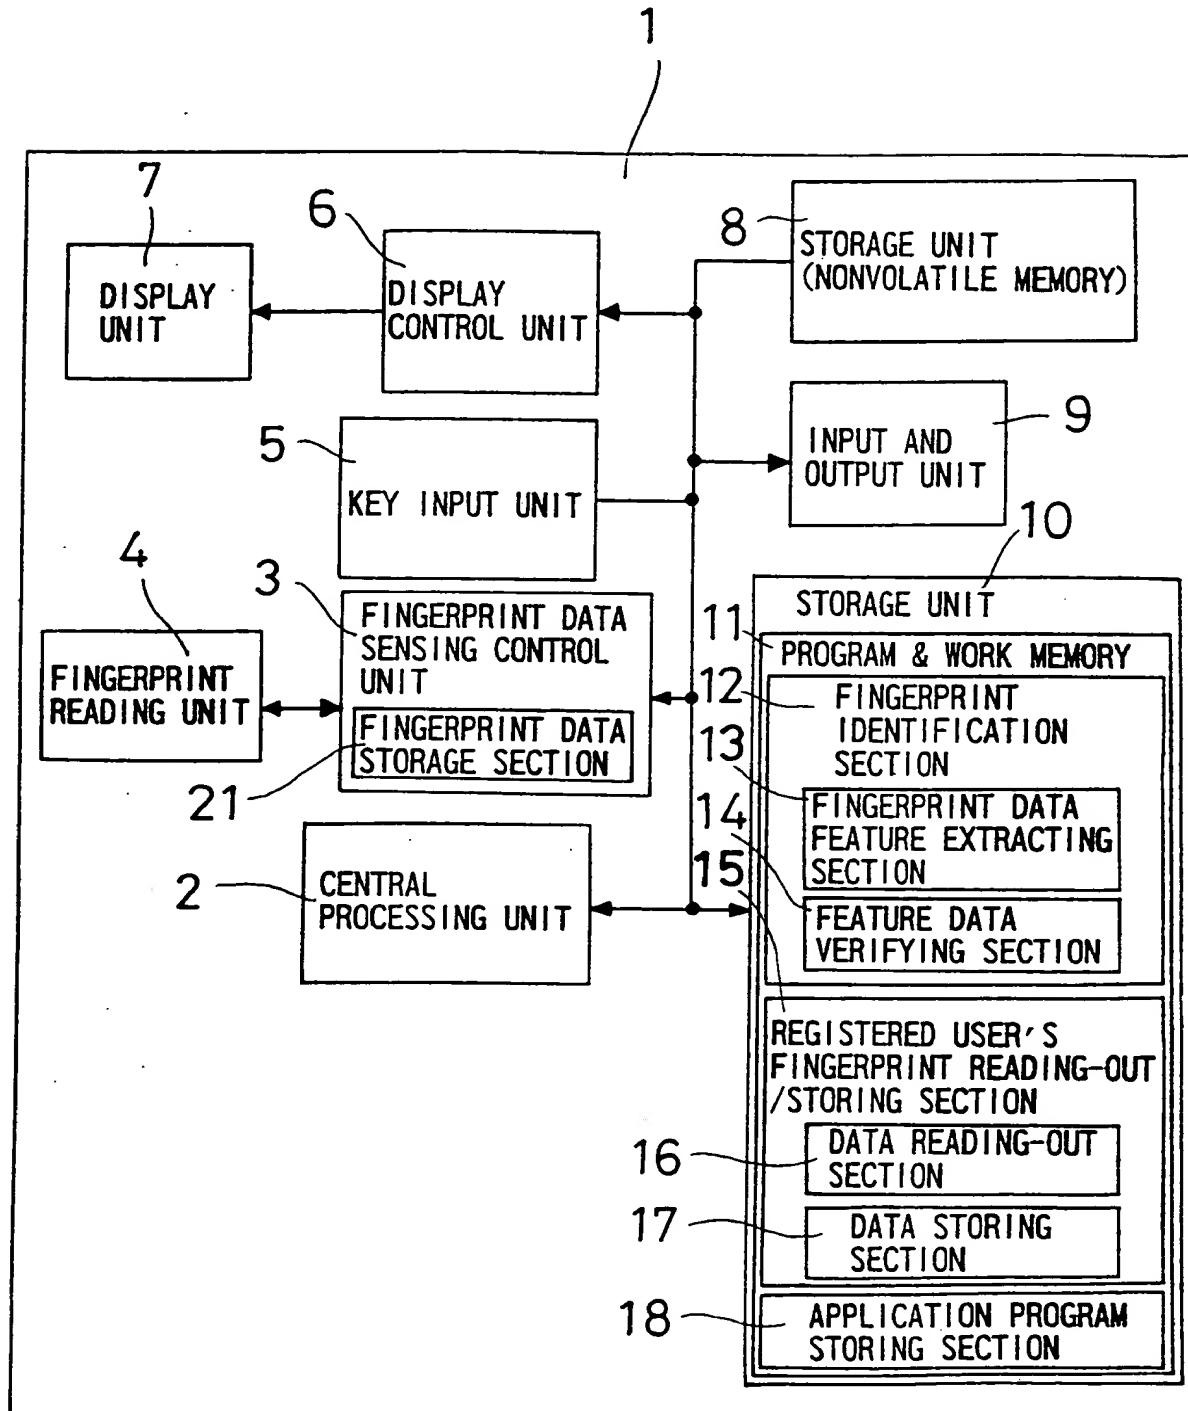 1
7
DISPLAY
UNIT
6
DISPLAY
CONTROL UNIT
8
STORAGE UNIT
(NONVOLATILE MEMORY)
5
KEY INPUT UNIT
9
INPUT AND
OUTPUT UNIT
4
FINGERPRINT
READING UNIT
3
FINGERPRINT DATA
SENSING CONTROL
UNIT
21
FINGERPRINT DATA
STORAGE SECTION
2
CENTRAL
PROCESSING UNIT
10
STORAGE UNIT
11
PROGRAM & WORK MEMORY
12
FINGERPRINT
IDENTIFICATION
SECTION
13
FINGERPRINT DATA
FEATURE EXTRACTING
SECTION
14
FEATURE DATA
VERIFYING SECTION
15
REGISTERED USER'S
FINGERPRINT READING-OUT
/STORING SECTION
16
DATA READING-OUT
SECTION
17
DATA STORING
SECTION
18
APPLICATION PROGRAM
STORING SECTION